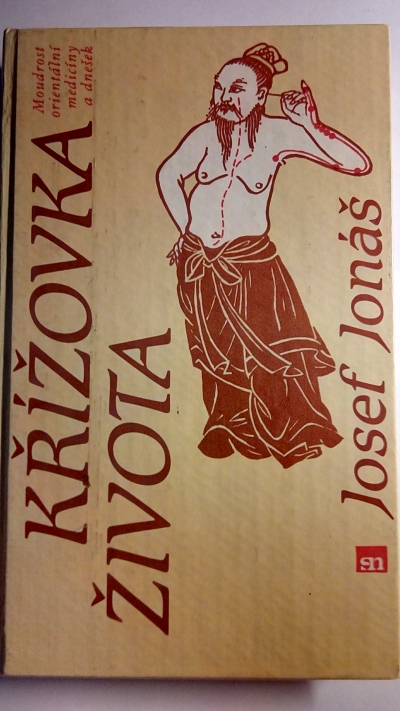 Moudrost
orientální
medicíny
a dnešek
KŘÍŽOVKA
ŽIVOTA
Josef Jonáš
sn